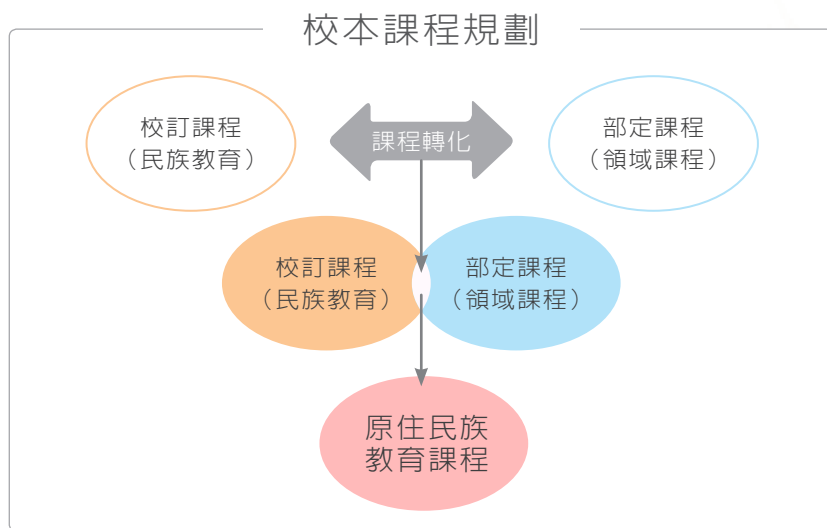 校本課程規劃
校訂課程
（民族教育）
課程轉化
部定課程
（領域課程）
校訂課程
（民族教育）
部定課程
（領域課程）
原住民族
教育課程